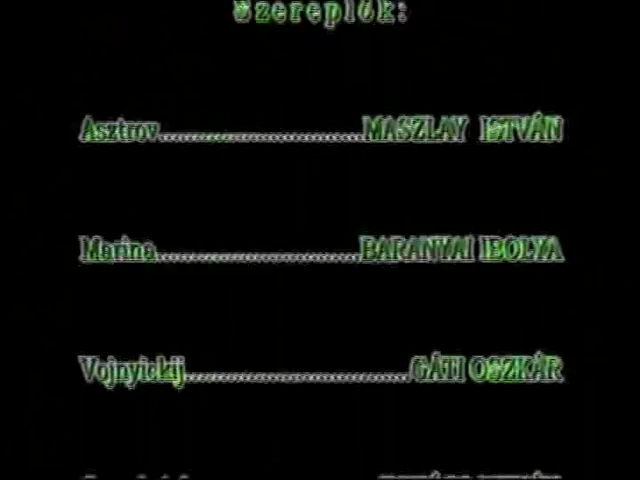 Szereplők:
Asztrov..............................MASZLAY ISTVÁN
Marina..............................BARANYAI IBOLYA
Vojnyickij.................................GÁTI OSZKÁR